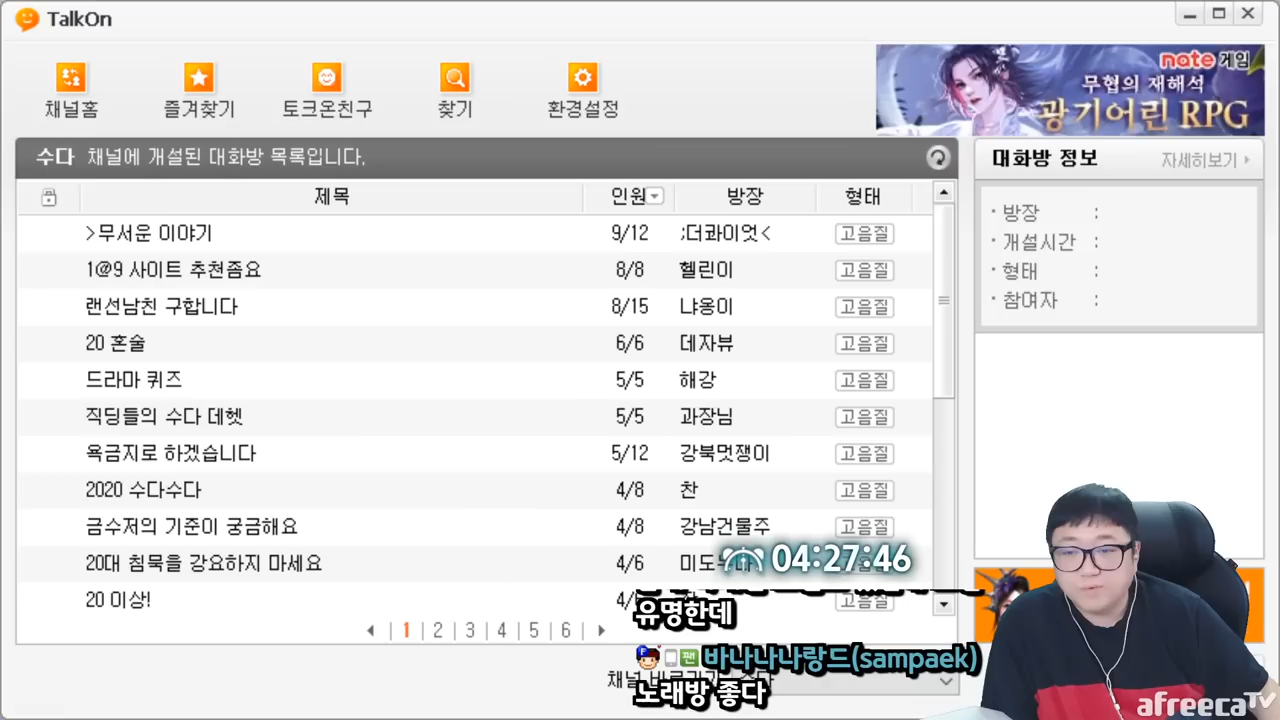 TalkOn
채널홈 즐겨찾기 토크온친구 찾기 환경설정
nate 게임
무협의 재해석
광기어린 RPG
수다 채널에 개설된 대화방 목록입니다.
제목 인원 방장 형태
>무서운 이야기 9/12 ;더콰이엇< 고음질
1@9 사이트 추천좀요 8/8 헬린이 고음질
랜선남친 구합니다 8/15 냐옹이 고음질
20 혼술 6/6 데자뷰 고음질
드라마 퀴즈 5/5 해강 고음질
직딩들의 수다 데헷 5/5 과장님 고음질
욕금지로 하겠습니다 5/12 강북멋쟁이 고음질
2020 수다수다 4/8 찬 고음질
금수저의 기준이 궁금해요 4/8 강남건물주 고음질
20대 침묵을 강요하지 마세요 4/6
20 이상! 고음질
1 2 3 4 5 6
대화방 정보 자세히보기
· 방장 :
· 개설시간 :
· 형태 :
· 참여자 :
04:27:46
유명한데
팬 바나나나랑드(sampaek)
노래방 좋다
afreecaTV